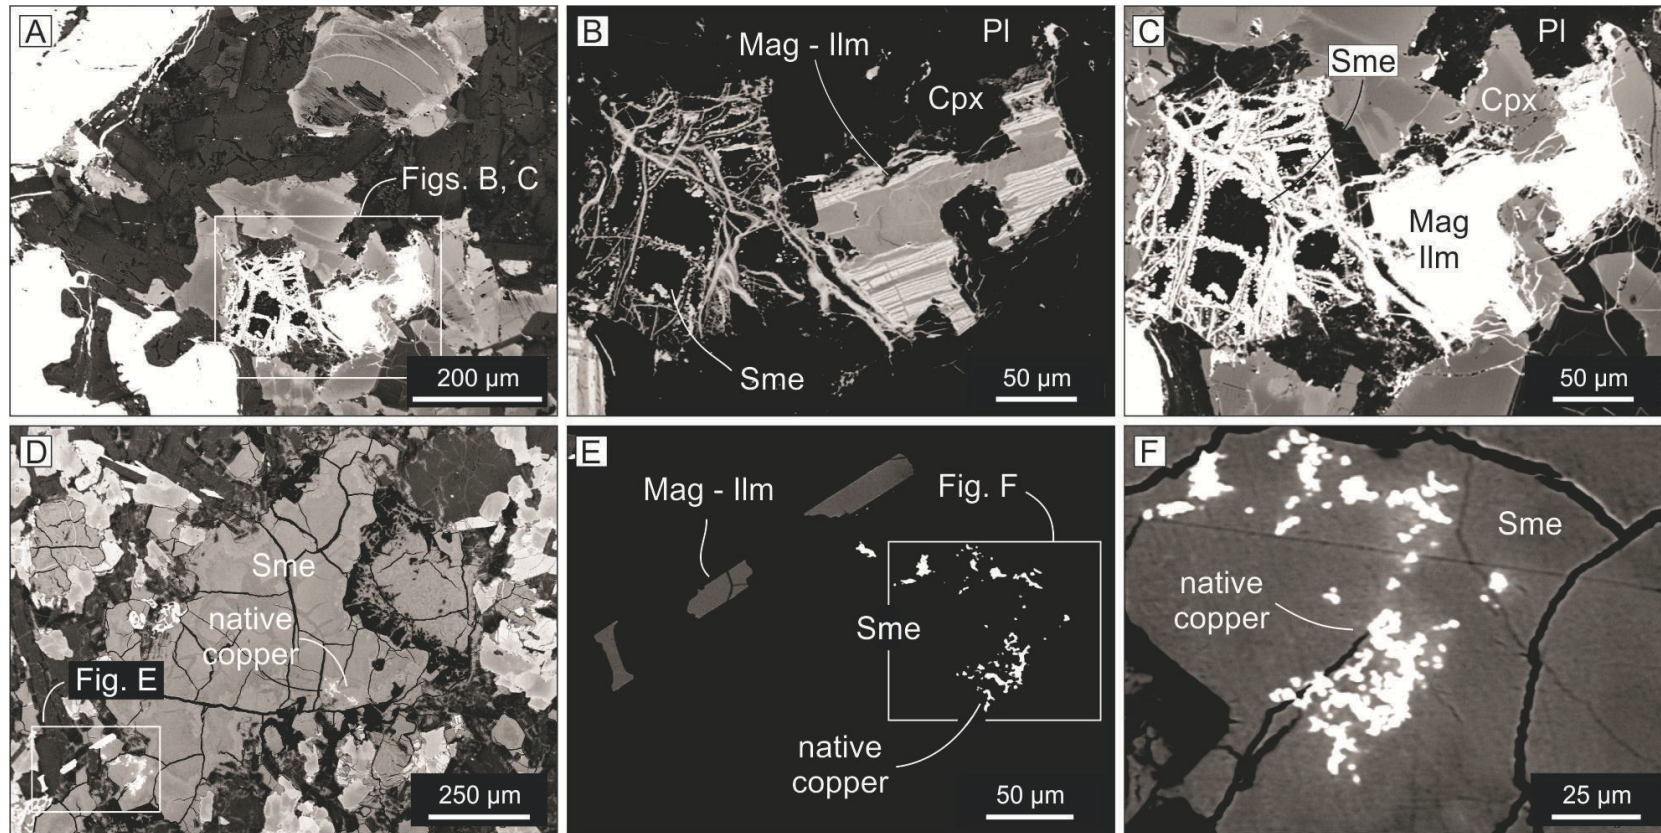 A
Figs. B, C
200 µm
B
Mag - Ilm
Pl
Cpx
Sme
50 µm
C
Pl
Sme
Cpx
Mag
Ilm
50 µm
D
Sme
native
copper
Fig. E
250 µm
E
Mag - Ilm
Fig. F
Sme
native
copper
50 µm
F
Sme
native
copper
25 µm